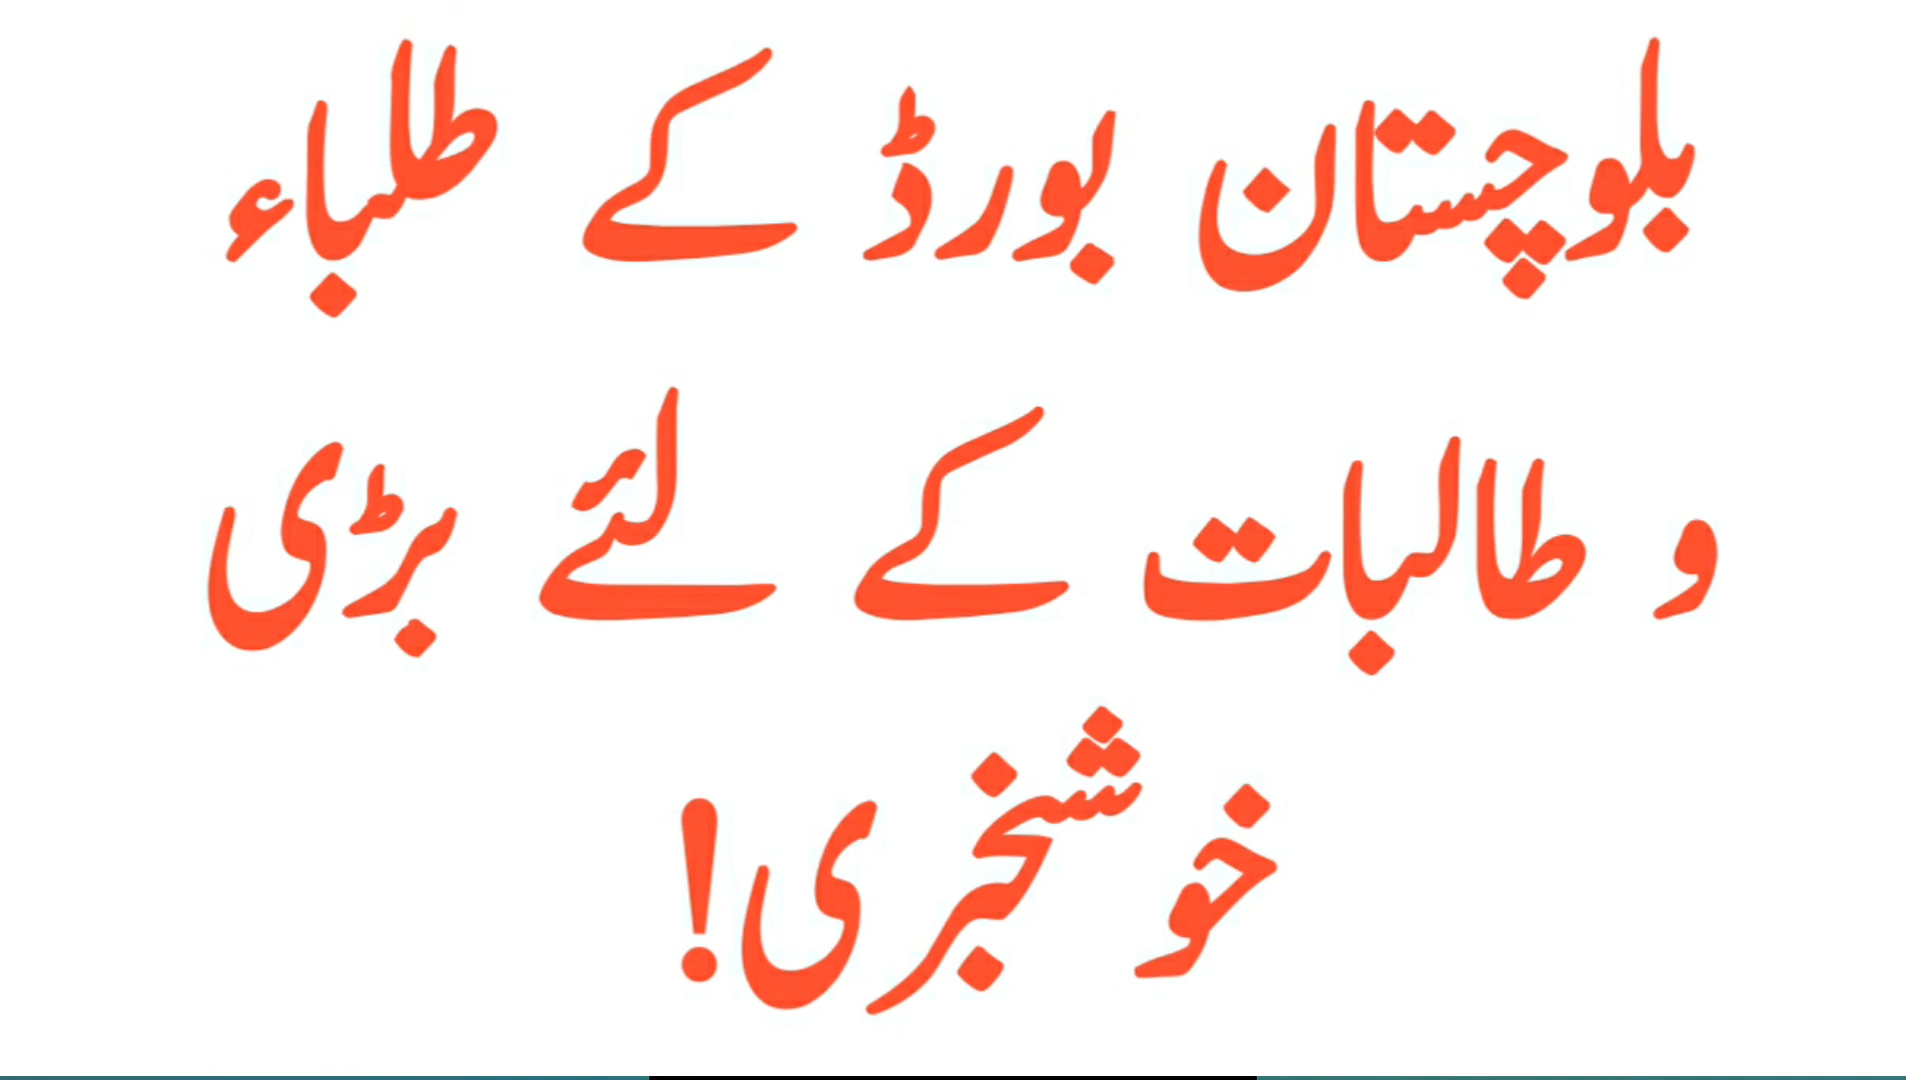 بلوچستان بورڈ کے طلباء
و طالبات کے لئے بڑی
خوشخبری!